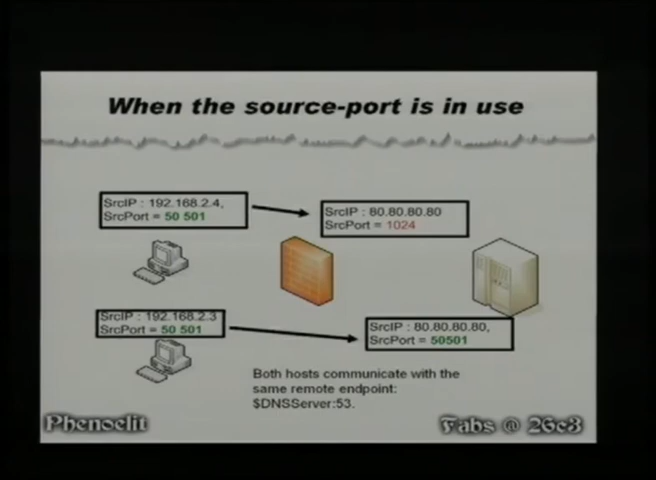 When the source-port is in use
SrcIP : 192.168.2.4,
SrcPort = 50 501
SrcIP : 80.80.80.80
SrcPort = 1024
SrcIP : 192.168.2.3
SrcPort = 50 501
SrcIP : 80.80.80.80,
SrcPort = 50501
Both hosts communicate with the
same remote endpoint:
$DNSServer:53.
Phenoelit
Fabs @ 26c3